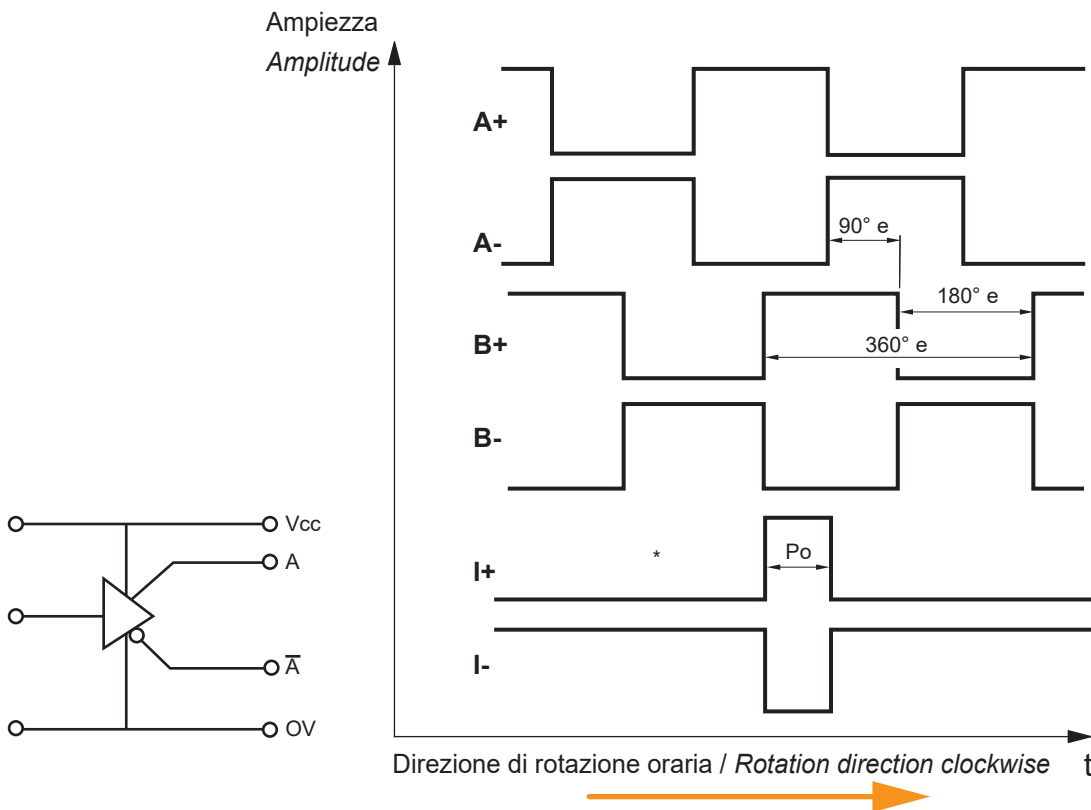 Ampiezza
Amplitude
A+
A-
90° e
180° e
B+
360° e
B-
Vcc
A
I+
*
Po
I-
A̅
OV
Direzione di rotazione oraria / Rotation direction clockwise
t